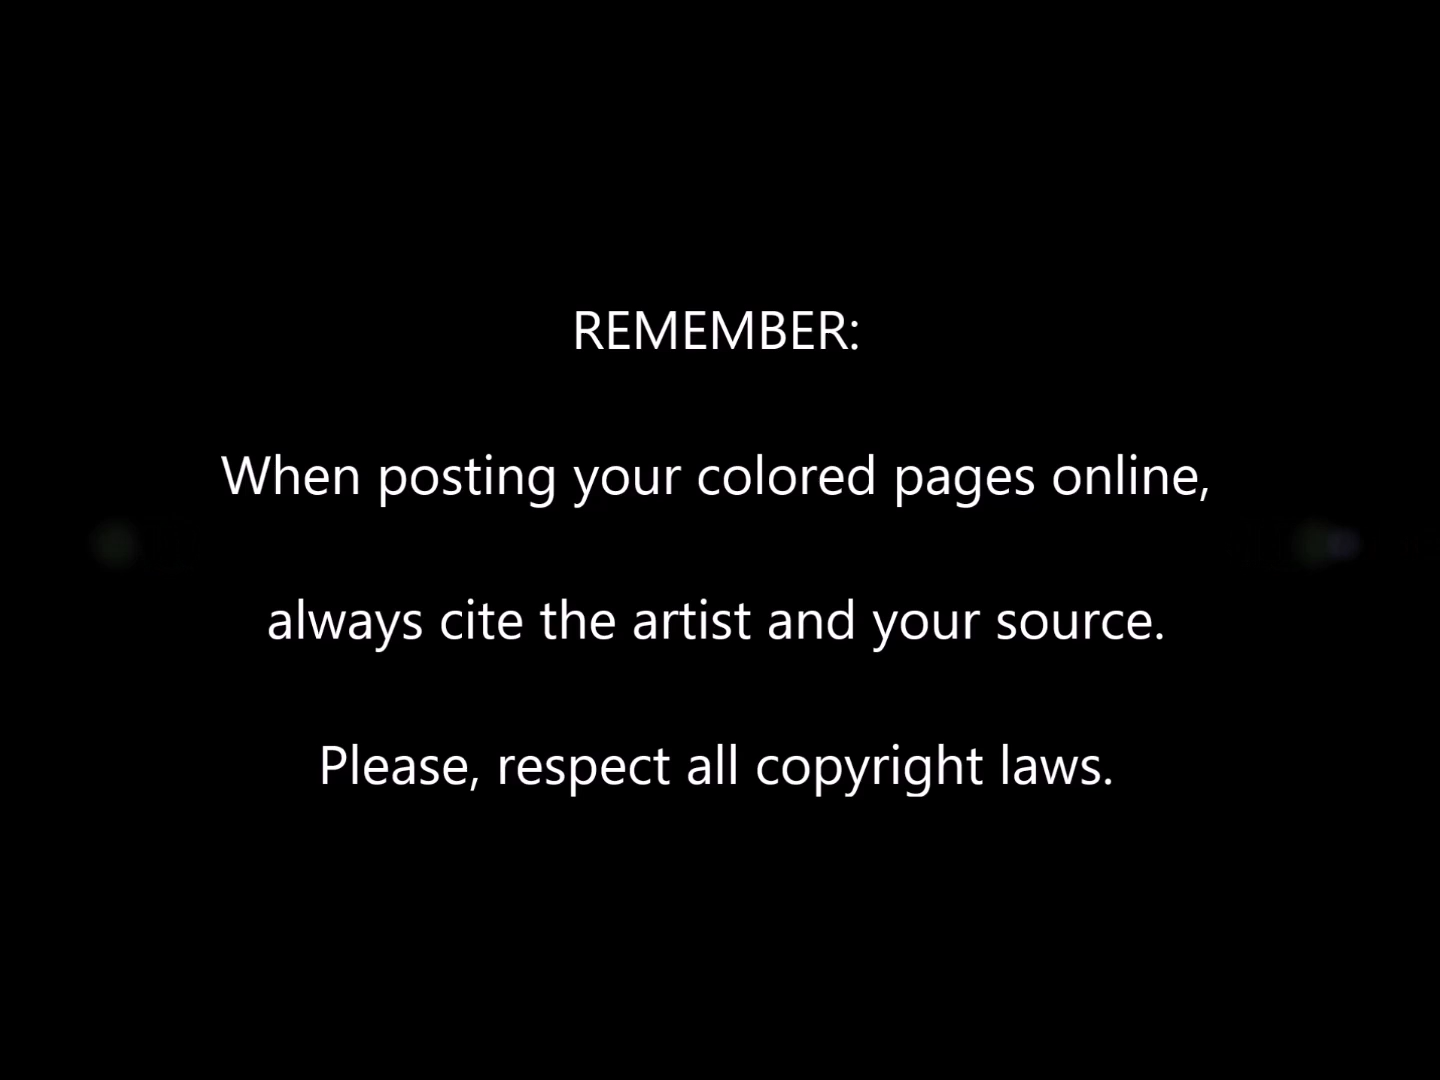 REMEMBER:
When posting your colored pages online,
always cite the artist and your source.
Please, respect all copyright laws.